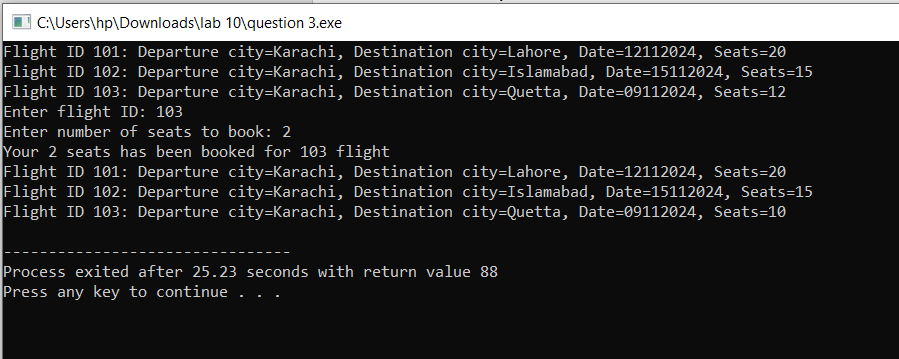 C:\Users\hp\Downloads\lab 10\question 3.exe
Flight ID 101: Departure city=Karachi, Destination city=Lahore, Date=12112024, Seats=20
Flight ID 102: Departure city=Karachi, Destination city=Islamabad, Date=15112024, Seats=15
Flight ID 103: Departure city=Karachi, Destination city=Quetta, Date=09112024, Seats=12
Enter flight ID: 103
Enter number of seats to book: 2
Your 2 seats has been booked for 103 flight
Flight ID 101: Departure city=Karachi, Destination city=Lahore, Date=12112024, Seats=20
Flight ID 102: Departure city=Karachi, Destination city=Islamabad, Date=15112024, Seats=15
Flight ID 103: Departure city=Karachi, Destination city=Quetta, Date=09112024, Seats=10
--------------------------------
Process exited after 25.23 seconds with return value 88
Press any key to continue . . .